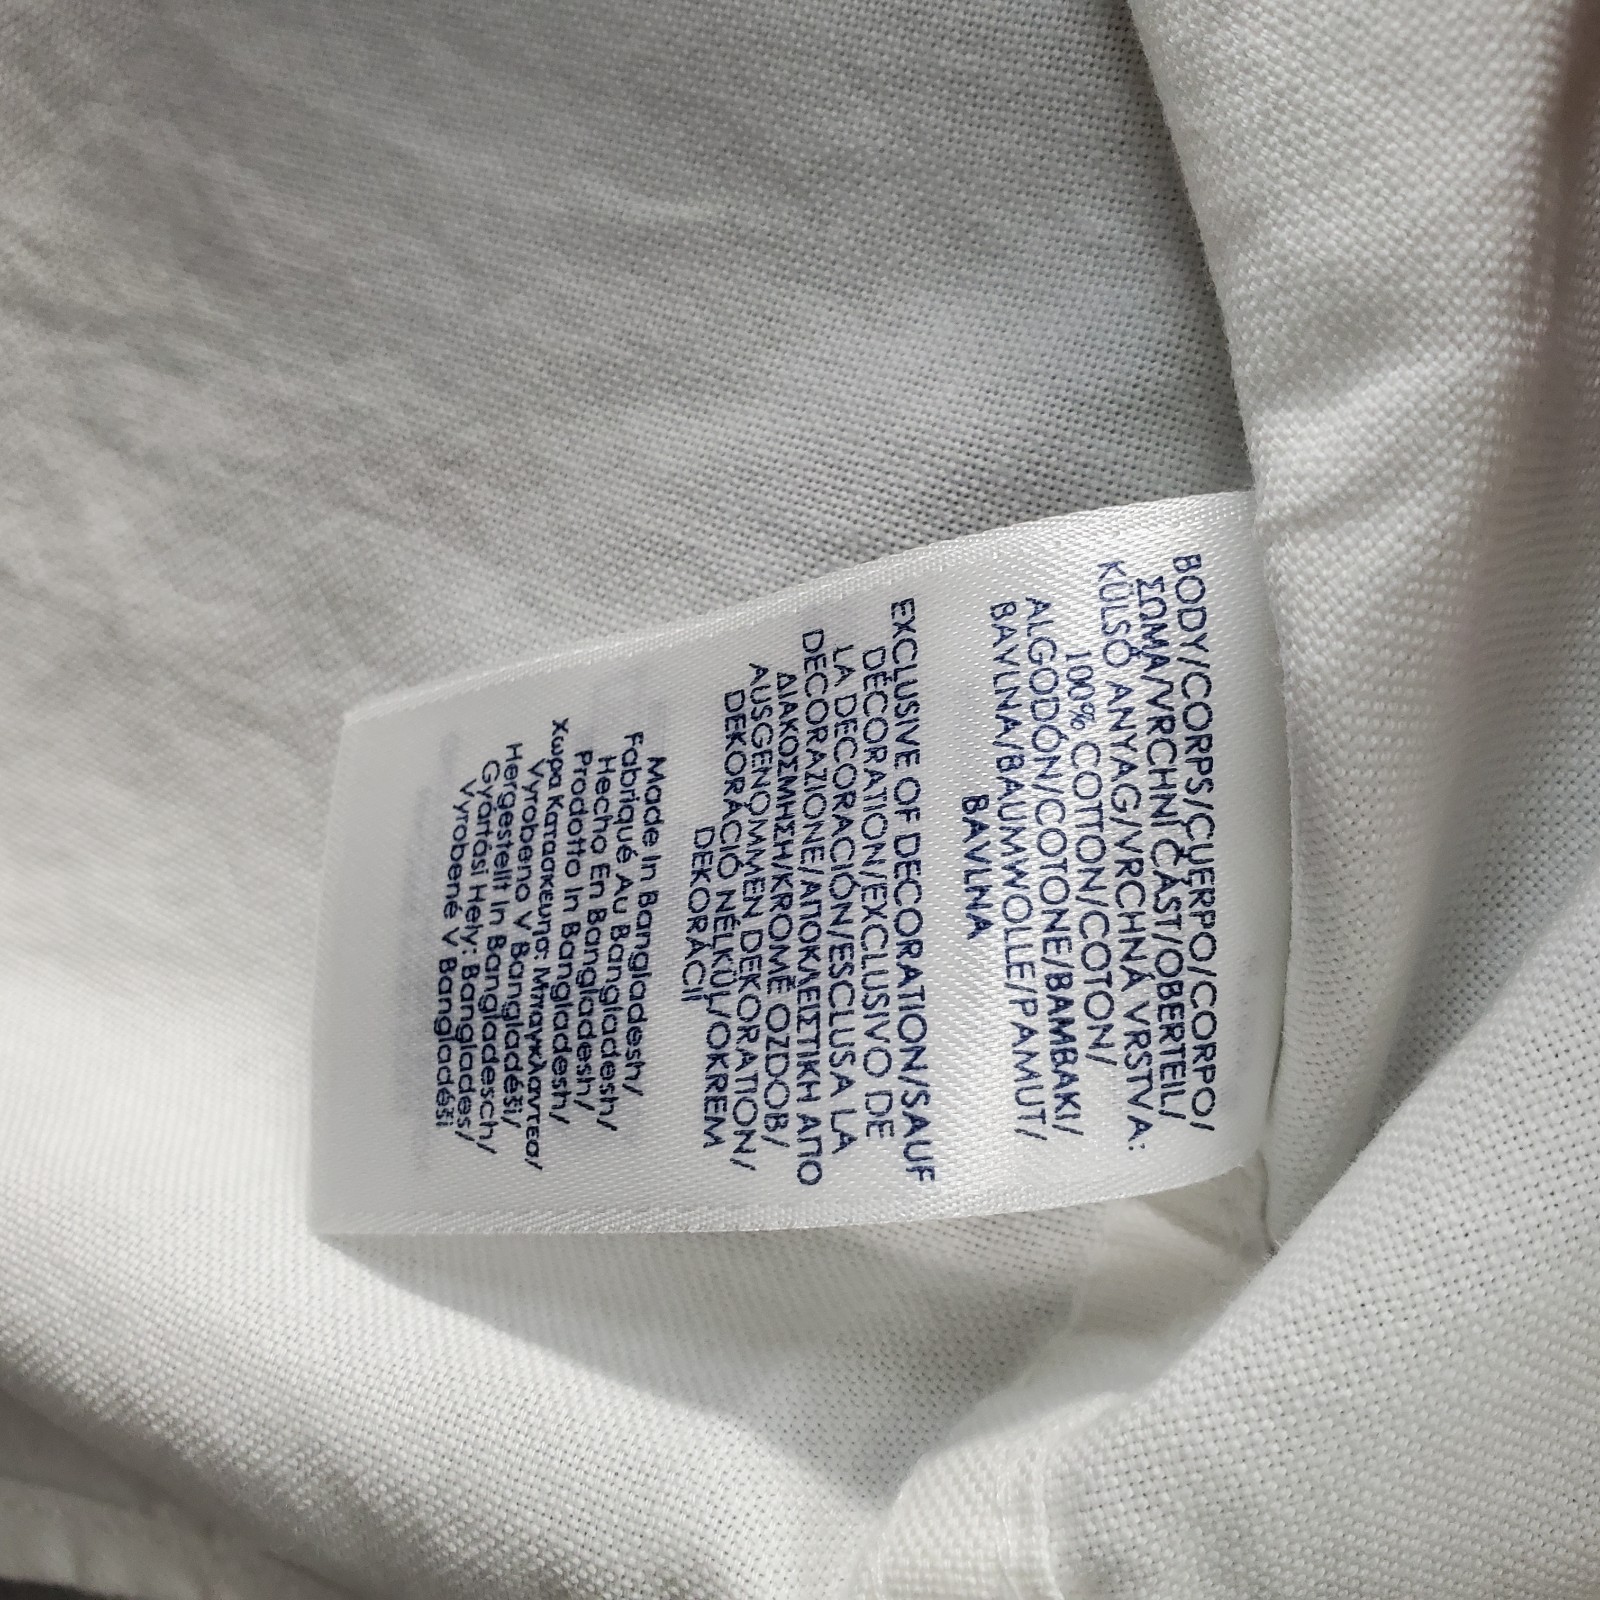 BODY/CORPS/CUERPO/CORPO/
ΣΩΜΑ/VRCHNÍ ČÁST/OBERTEIL/
KÜLSŐ ANYAG/VRCHNÁ VRSTVA:
100% COTTON/COTON/
ALGODÓN/COTONE/BAMBAKI/
BAVLNA/BAUMWOLLE/PAMUT/
BAVLNA
EXCLUSIVE OF DECORATION/SAUF
DÉCORATION/EXCLUSIVO DE
LA DECORACIÓN/ESCLUSA LA
DECORAZIONE/ΑΠΟΚΛΕΙΣΤΙΚΗ ΑΠΟ
ΔΙΑΚΟΣΜΗΣΗ/KROMĚ OZDOB/
AUSGENOMMEN DEKORATION/
DEKORÁCIÓ NÉLKÜL/OKREM
DEKORÁCIÍ
Made In Bangladesh/
Fabriqué Au Bangladesh/
Hecho En Bangladesh/
Prodotto In Bangladesh/
Χωρα Κατασκευησ: Μπαγκλαντεσ/
Vyrobeno V Bangladéši/
Hergestellt In Bangladesch/
Gyártási Hely: Banglades/
Vyrobené V Bangladéši